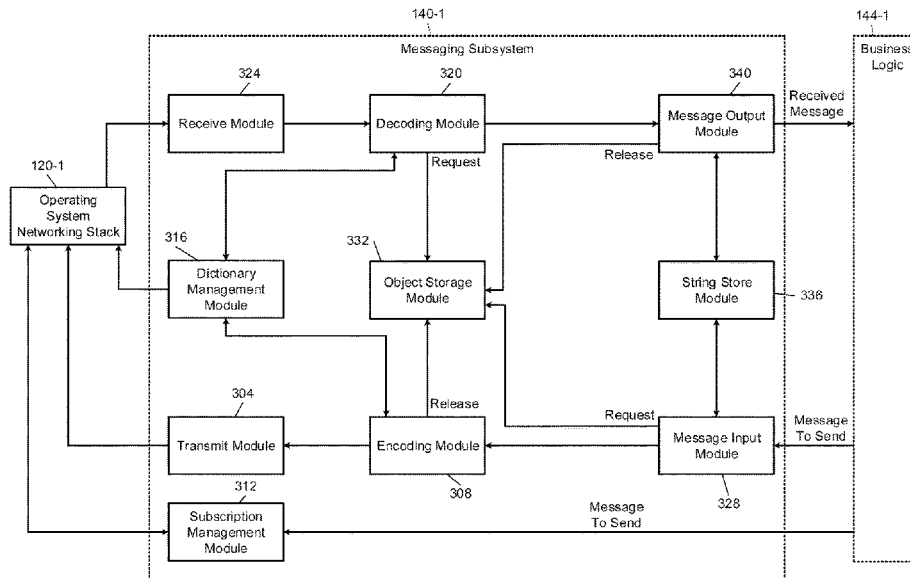 140-1
144-1
Messaging Subsystem
Business
Logic
324
320
340
Receive Module
Decoding Module
Message Output
Module
Received
Message
Request
Release
120-1
Operating
System
Networking Stack
316
332
Dictionary
Management
Module
Object Storage
Module
String Store
Module
336
304
Release
Request
Message
To Send
Transmit Module
Encoding Module
Message Input
Module
312
308
328
Subscription
Management
Module
Message
To Send